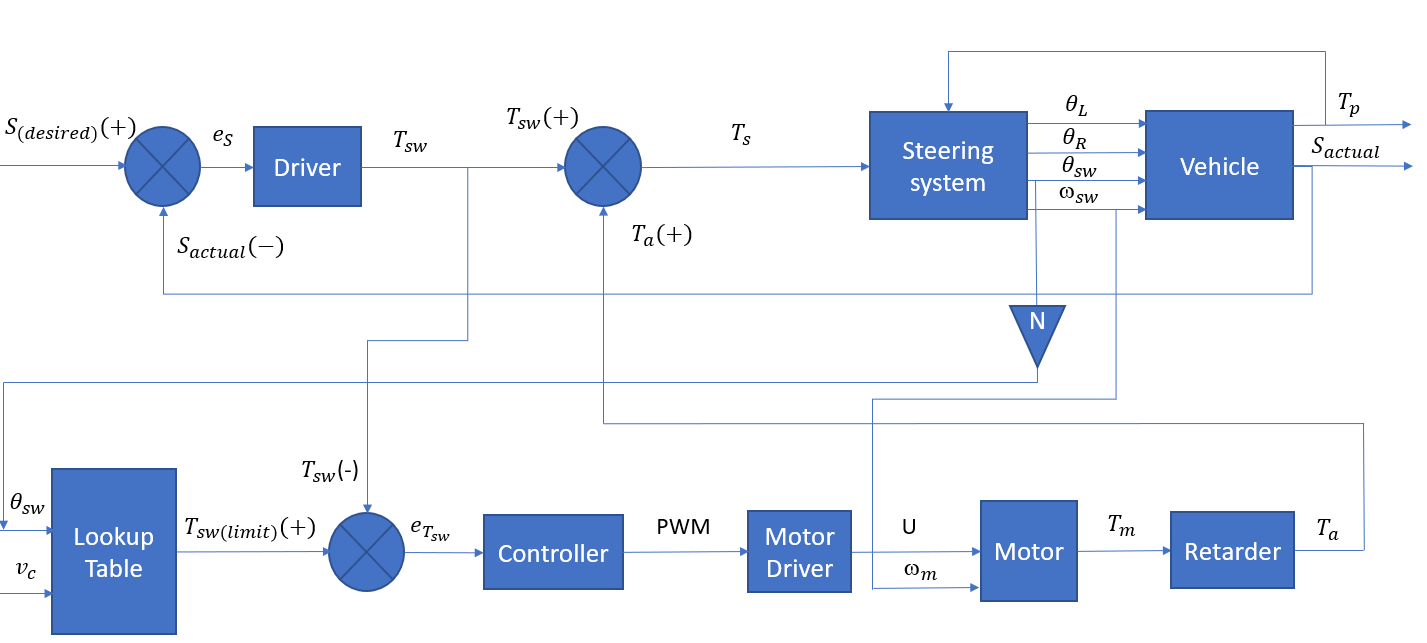 S(desired)(+)
eS
Driver
Tsw
Tsw(+)
Ts
Steering
system
θL
θR
θsw
ωsw
Vehicle
Tp
Sactual
Sactual(−)
Ta(+)
N
θsw
vc
Lookup
Table
Tsw(limit)(+)
Tsw(-)
eTsw
Controller
PWM
Motor
Driver
U
ωm
Motor
Tm
Retarder
Ta